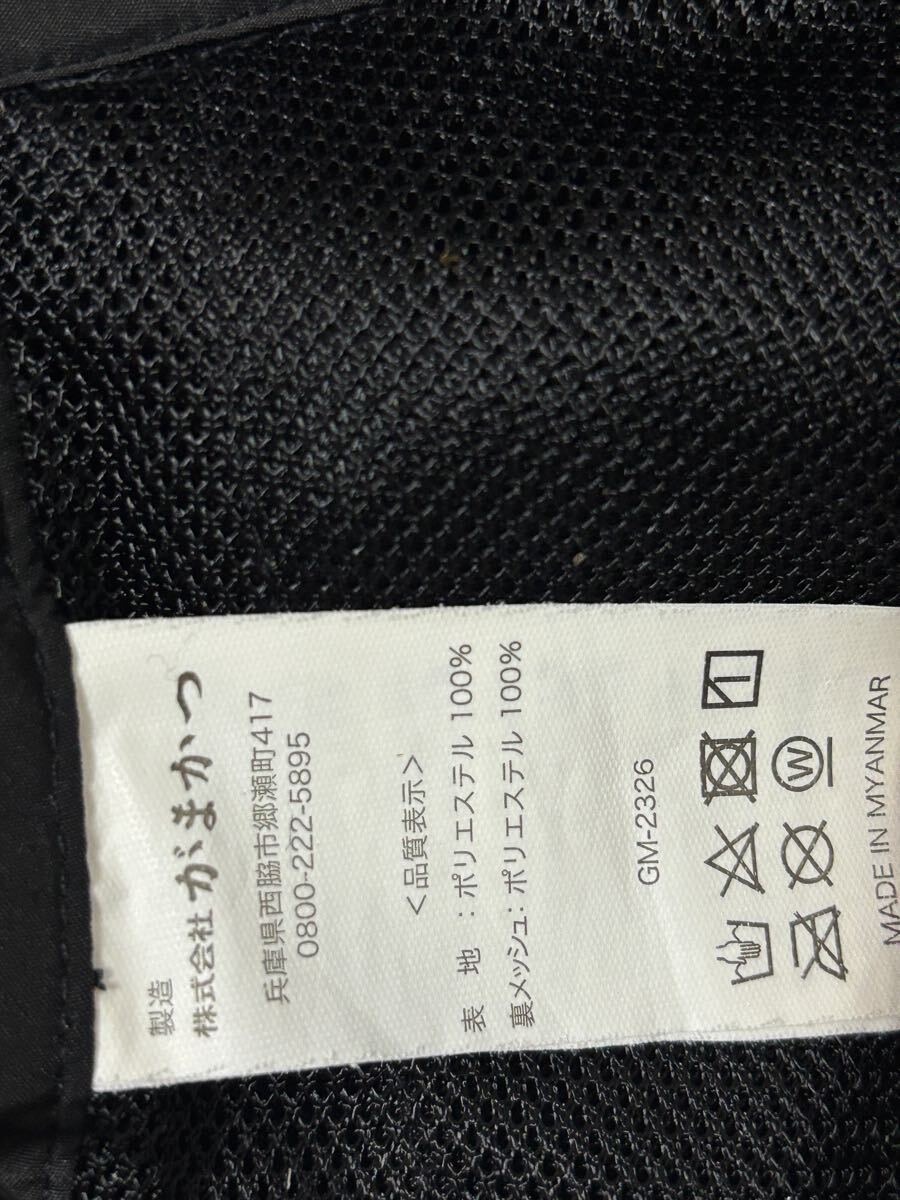 製造
株式会社 がまかつ
兵庫県西脇市郷瀬町417
0800-222-5895
＜品質表示＞
表　地：ポリエステル 100%
裏メッシュ：ポリエステル 100%
GM-2326
W
MADE IN MYANMAR